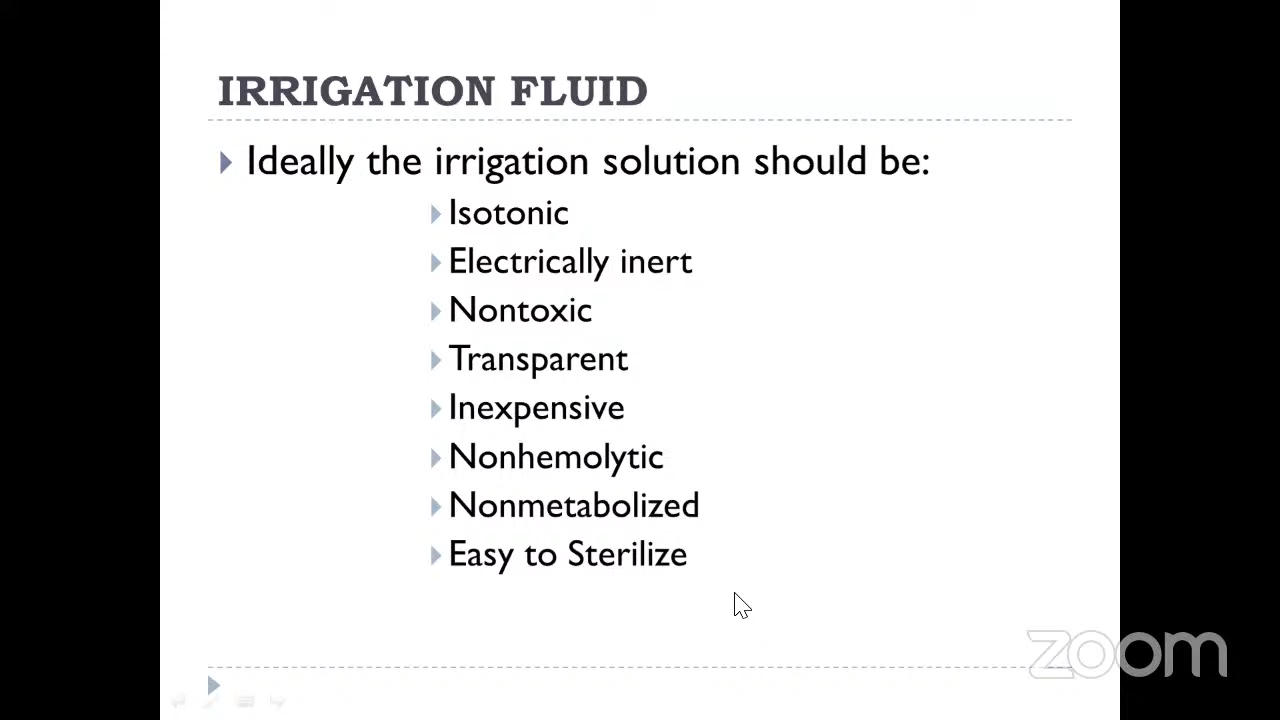 IRRIGATION FLUID
Ideally the irrigation solution should be:
Isotonic
Electrically inert
Nontoxic
Transparent
Inexpensive
Nonhemolytic
Nonmetabolized
Easy to Sterilize
zoom